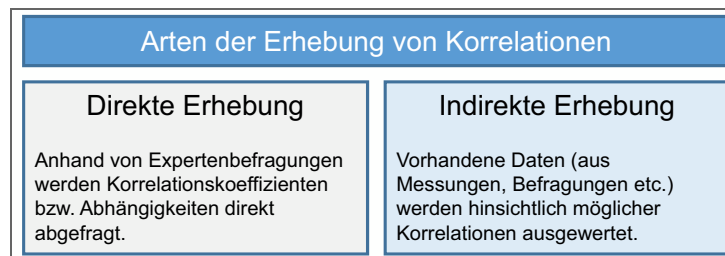 Arten der Erhebung von Korrelationen
Direkte Erhebung
Anhand von Expertenbefragungen
werden Korrelationskoeffizienten
bzw. Abhängigkeiten direkt
abgefragt.
Indirekte Erhebung
Vorhandene Daten (aus
Messungen, Befragungen etc.)
werden hinsichtlich möglicher
Korrelationen ausgewertet.